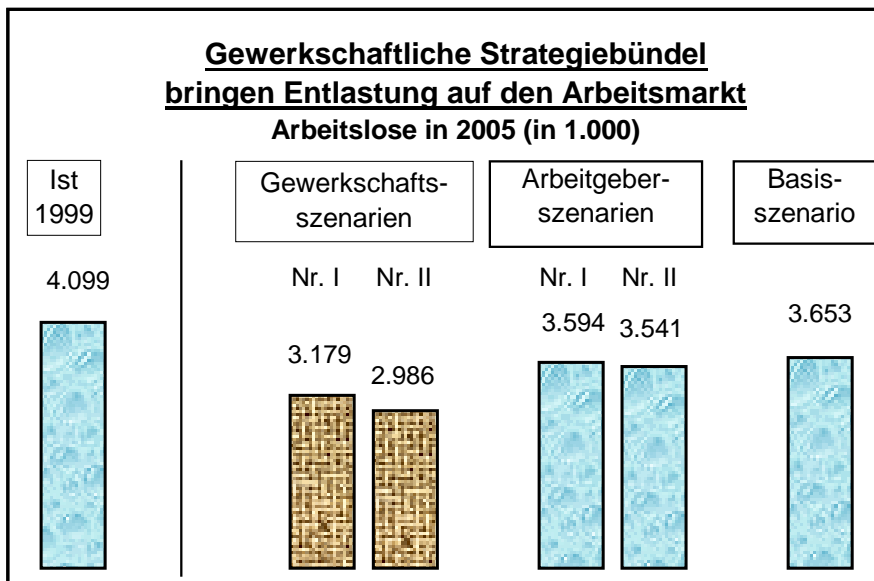 Gewerkschaftliche Strategiebündel
bringen Entlastung auf den Arbeitsmarkt
Arbeitslose in 2005 (in 1.000)
Ist
1999
Gewerkschafts-
szenarien
Arbeitgeber-
szenarien
Basis-
szenario
4.099
Nr. I
Nr. II
Nr. I
Nr. II
3.179
2.986
3.594
3.541
3.653